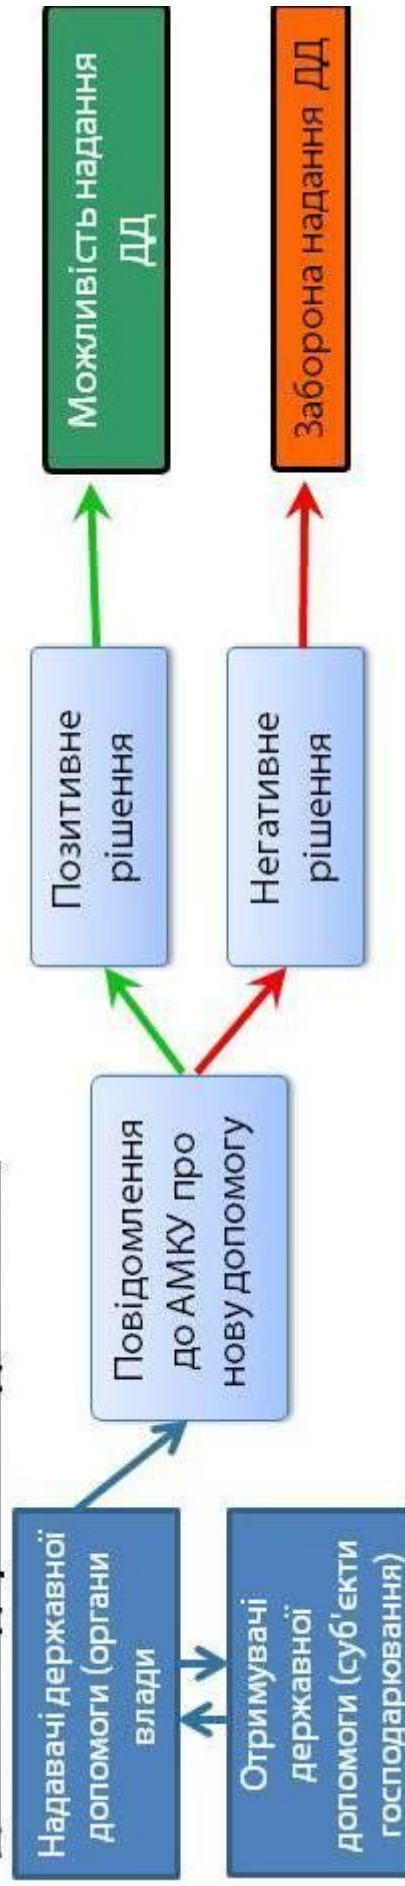 Надавачі державної
допомоги (органи
влади
Отримувачі
державної
допомоги (суб'єкти
господарювання)
Повідомлення
до АМКУ про
нову допомогу
Позитивне
рішення
Негативне
рішення
Можливість надання
ДД
Заборона надання ДД